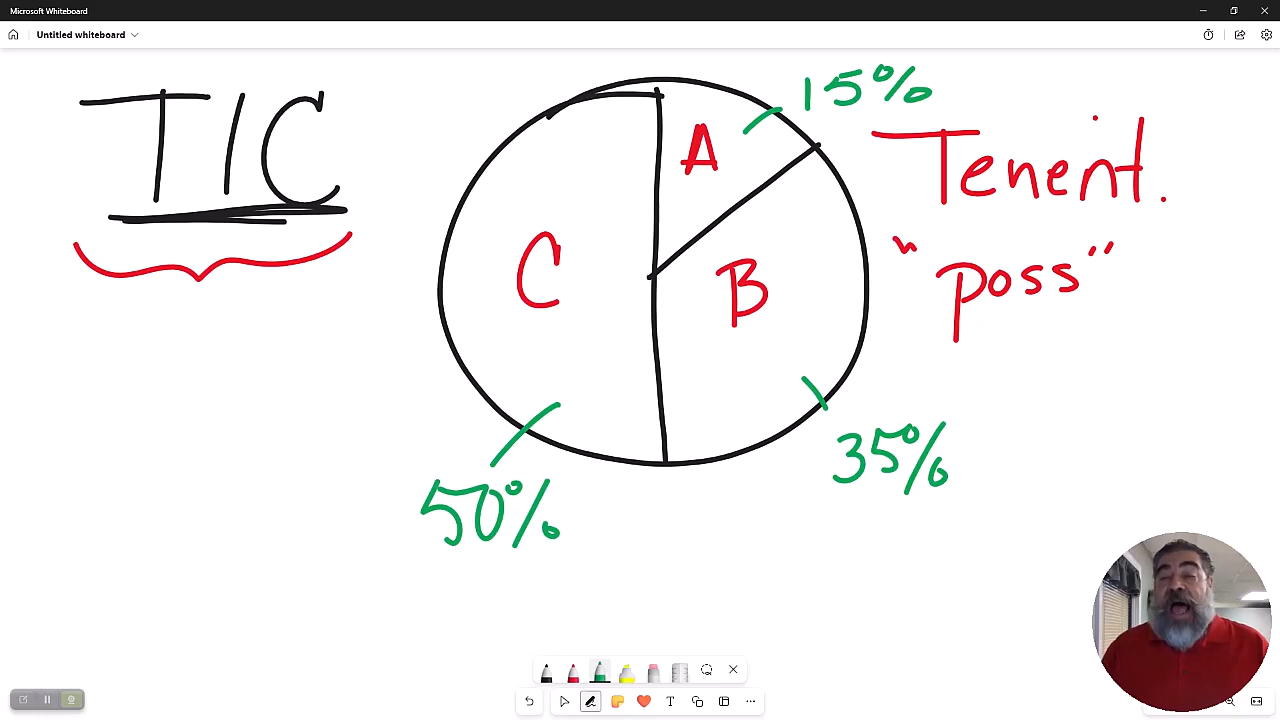 Microsoft Whiteboard
Untitled whiteboard
TIC
15%
A
Tenent.
"poss"
C
B
35%
50%
T